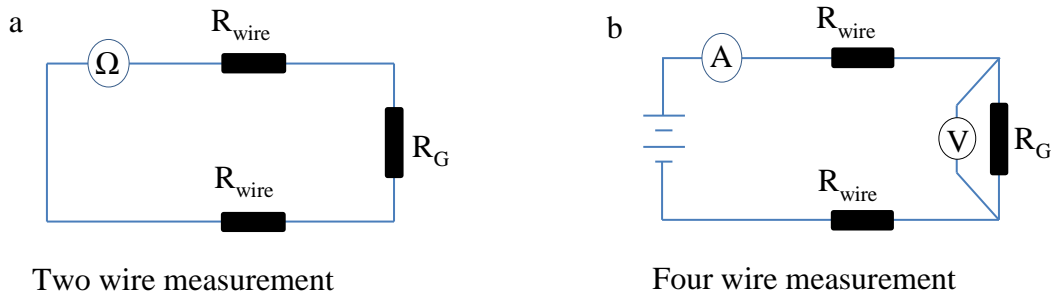 a
R_wire
Ω
R_G
R_wire
Two wire measurement
b
R_wire
A
V
R_G
R_wire
Four wire measurement